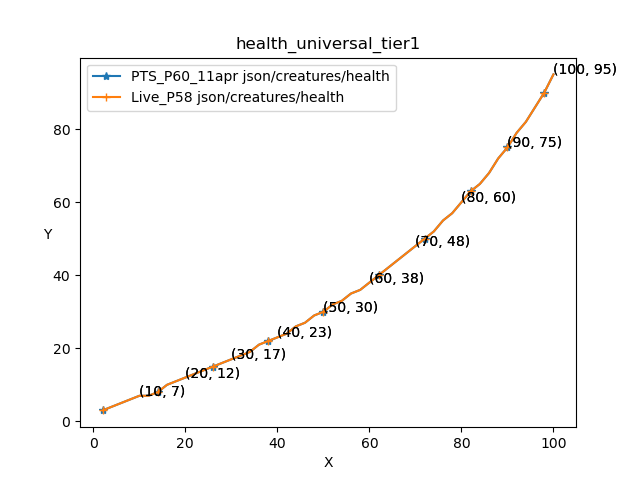 health_universal_tier1
PTS_P60_11apr json/creatures/health
Live_P58 json/creatures/health
(100, 95)
(90, 75)
(80, 60)
(70, 48)
(60, 38)
(50, 30)
(40, 23)
(30, 17)
(20, 12)
(10, 7)
Y
80
60
40
20
0
0 20 40 60 80 100
X